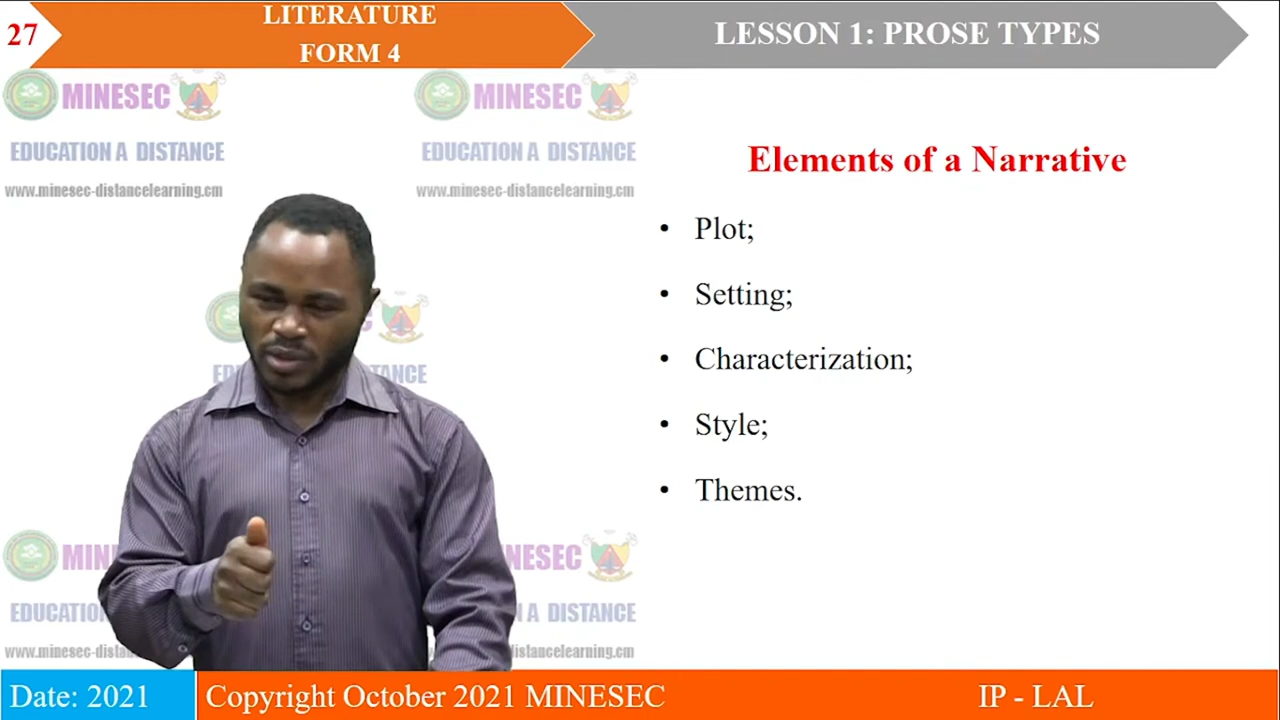 27
LITERATURE
FORM 4
LESSON 1: PROSE TYPES
MINESEC
MINESEC
EDUCATION A DISTANCE
EDUCATION A DISTANCE
www.minesec-distancelearning.cm
www.minesec-distancelearning.cm
Elements of a Narrative
• Plot;
• Setting;
• Characterization;
• Style;
• Themes.
Date: 2021
Copyright October 2021 MINESEC
IP - LAL